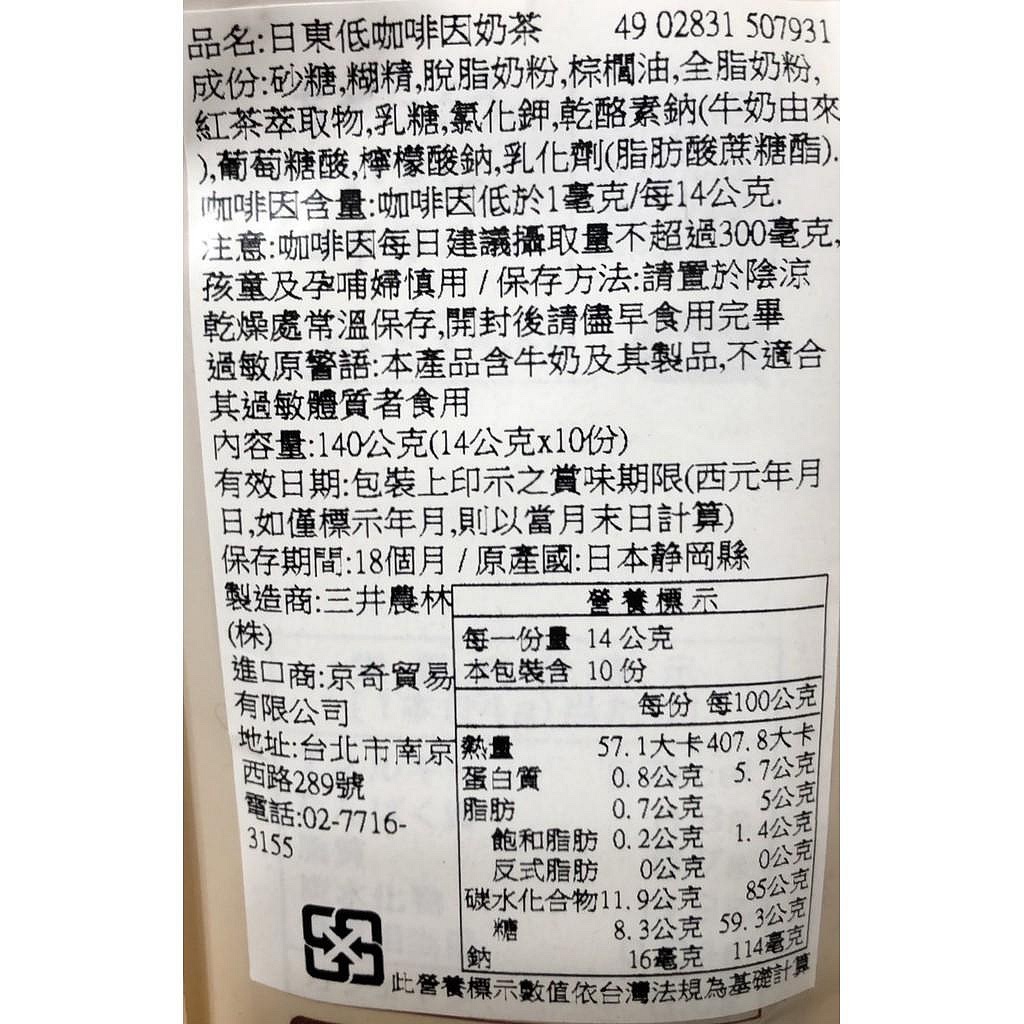 品名:日東低咖啡因奶茶 49 02831 507931
成份:砂糖,糊精,脫脂奶粉,棕櫚油,全脂奶粉,
紅茶萃取物,乳糖,氯化鉀,乾酪素鈉(牛奶由來
),葡萄糖酸,檸檬酸鈉,乳化劑(脂肪酸蔗糖酯).
咖啡因含量:咖啡因低於1毫克/每14公克.
注意:咖啡因每日建議攝取量不超過300毫克,
孩童及孕哺婦慎用 / 保存方法:請置於陰涼
乾燥處常溫保存,開封後請儘早食用完畢
過敏原警語:本產品含牛奶及其製品,不適合
其過敏體質者食用
內容量:140公克(14公克x10份)
有效日期:包裝上印示之賞味期限(西元年月
日,如僅標示年月,則以當月末日計算)
保存期間:18個月 / 原產國:日本静岡縣
製造商:三井農林
(株)
進口商:京奇貿易
有限公司
地址:台北市南京
西路289號
電話:02-7716-
3155
營養標示
每一份量 14 公克
本包裝含 10 份
每份 每100公克
熱量 57.1大卡 407.8大卡
蛋白質 0.8公克 5.7公克
脂肪 0.7公克 5公克
飽和脂肪 0.2公克 1.4公克
反式脂肪 0公克 0公克
碳水化合物 11.9公克 85公克
糖 8.3公克 59.3公克
鈉 16毫克 114毫克
此營養標示數值依台灣法規為基礎計算